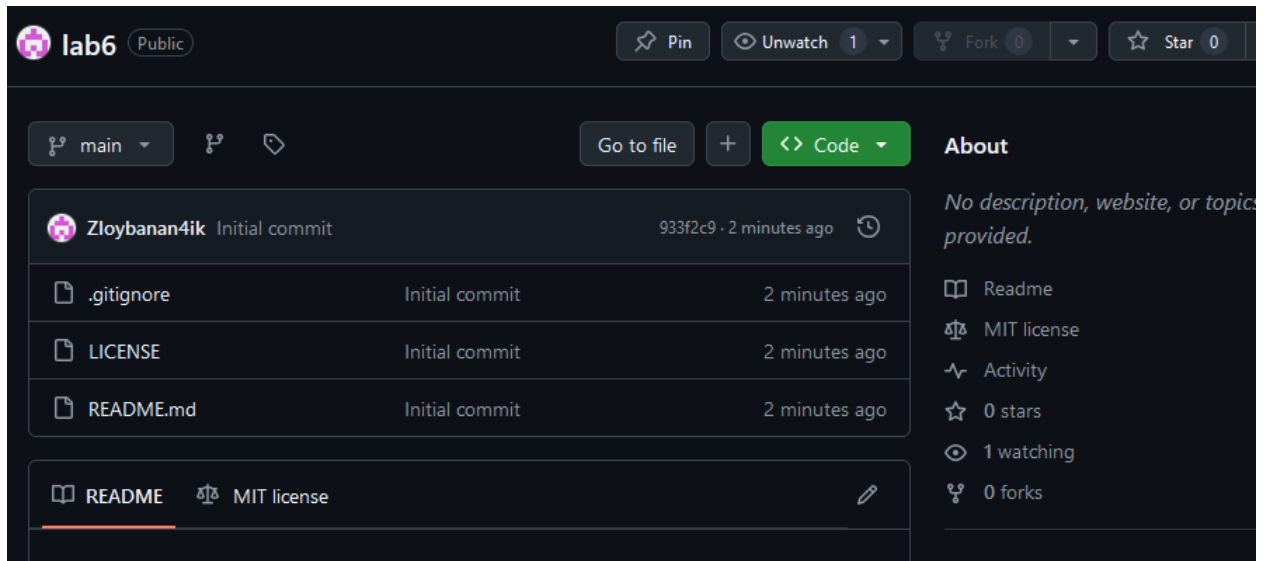 lab6 Public Pin Unwatch 1 Fork 0 Star 0
main Go to file Code
Zloybanan4ik Initial commit 933f2c9 · 2 minutes ago
.gitignore Initial commit 2 minutes ago
LICENSE Initial commit 2 minutes ago
README.md Initial commit 2 minutes ago
README MIT license
About
No description, website, or topics
provided.
Readme
MIT license
Activity
0 stars
1 watching
0 forks